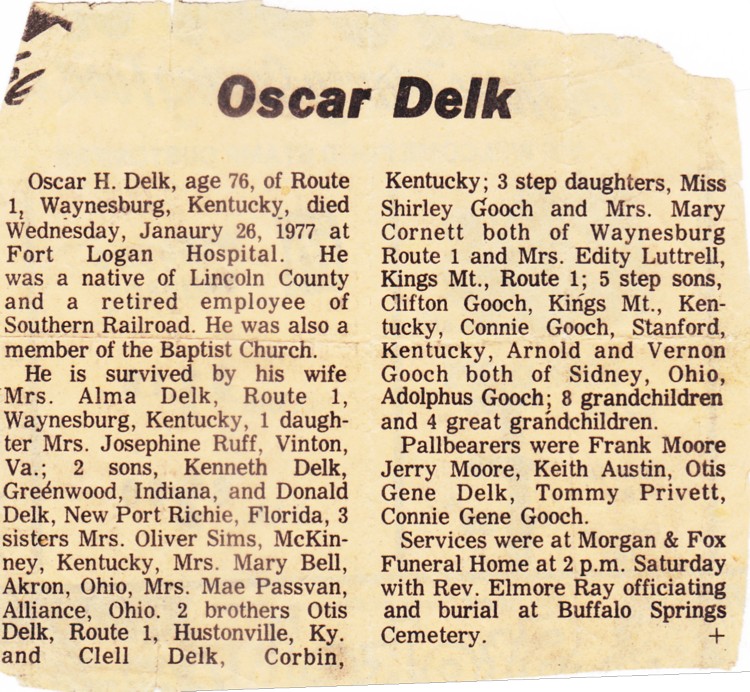 Oscar Delk
Oscar H. Delk, age 76, of Route
1, Waynesburg, Kentucky, died
Wednesday, Janaury 26, 1977 at
Fort Logan Hospital. He
was a native of Lincoln County
and a retired employee of
Southern Railroad. He was also a
member of the Baptist Church.
He is survived by his wife
Mrs. Alma Delk, Route 1,
Waynesburg, Kentucky, 1 daugh-
ter Mrs. Josephine Ruff, Vinton,
Va.; 2 sons, Kenneth Delk,
Greenwood, Indiana, and Donald
Delk, New Port Richie, Florida, 3
sisters Mrs. Oliver Sims, McKin-
ney, Kentucky, Mrs. Mary Bell,
Akron, Ohio, Mrs. Mae Passvan,
Alliance, Ohio. 2 brothers Otis
Delk, Route 1, Hustonville, Ky.
and Clell Delk, Corbin,
Kentucky; 3 step daughters, Miss
Shirley Gooch and Mrs. Mary
Cornett both of Waynesburg
Route 1 and Mrs. Edity Luttrell,
Kings Mt., Route 1; 5 step sons,
Clifton Gooch, Kings Mt., Ken-
tucky, Connie Gooch, Stanford,
Kentucky, Arnold and Vernon
Gooch both of Sidney, Ohio,
Adolphus Gooch; 8 grandchildren
and 4 great grandchildren.
Pallbearers were Frank Moore
Jerry Moore, Keith Austin, Otis
Gene Delk, Tommy Privett,
Connie Gene Gooch.
Services were at Morgan & Fox
Funeral Home at 2 p.m. Saturday
with Rev. Elmore Ray officiating
and burial at Buffalo Springs
Cemetery. +